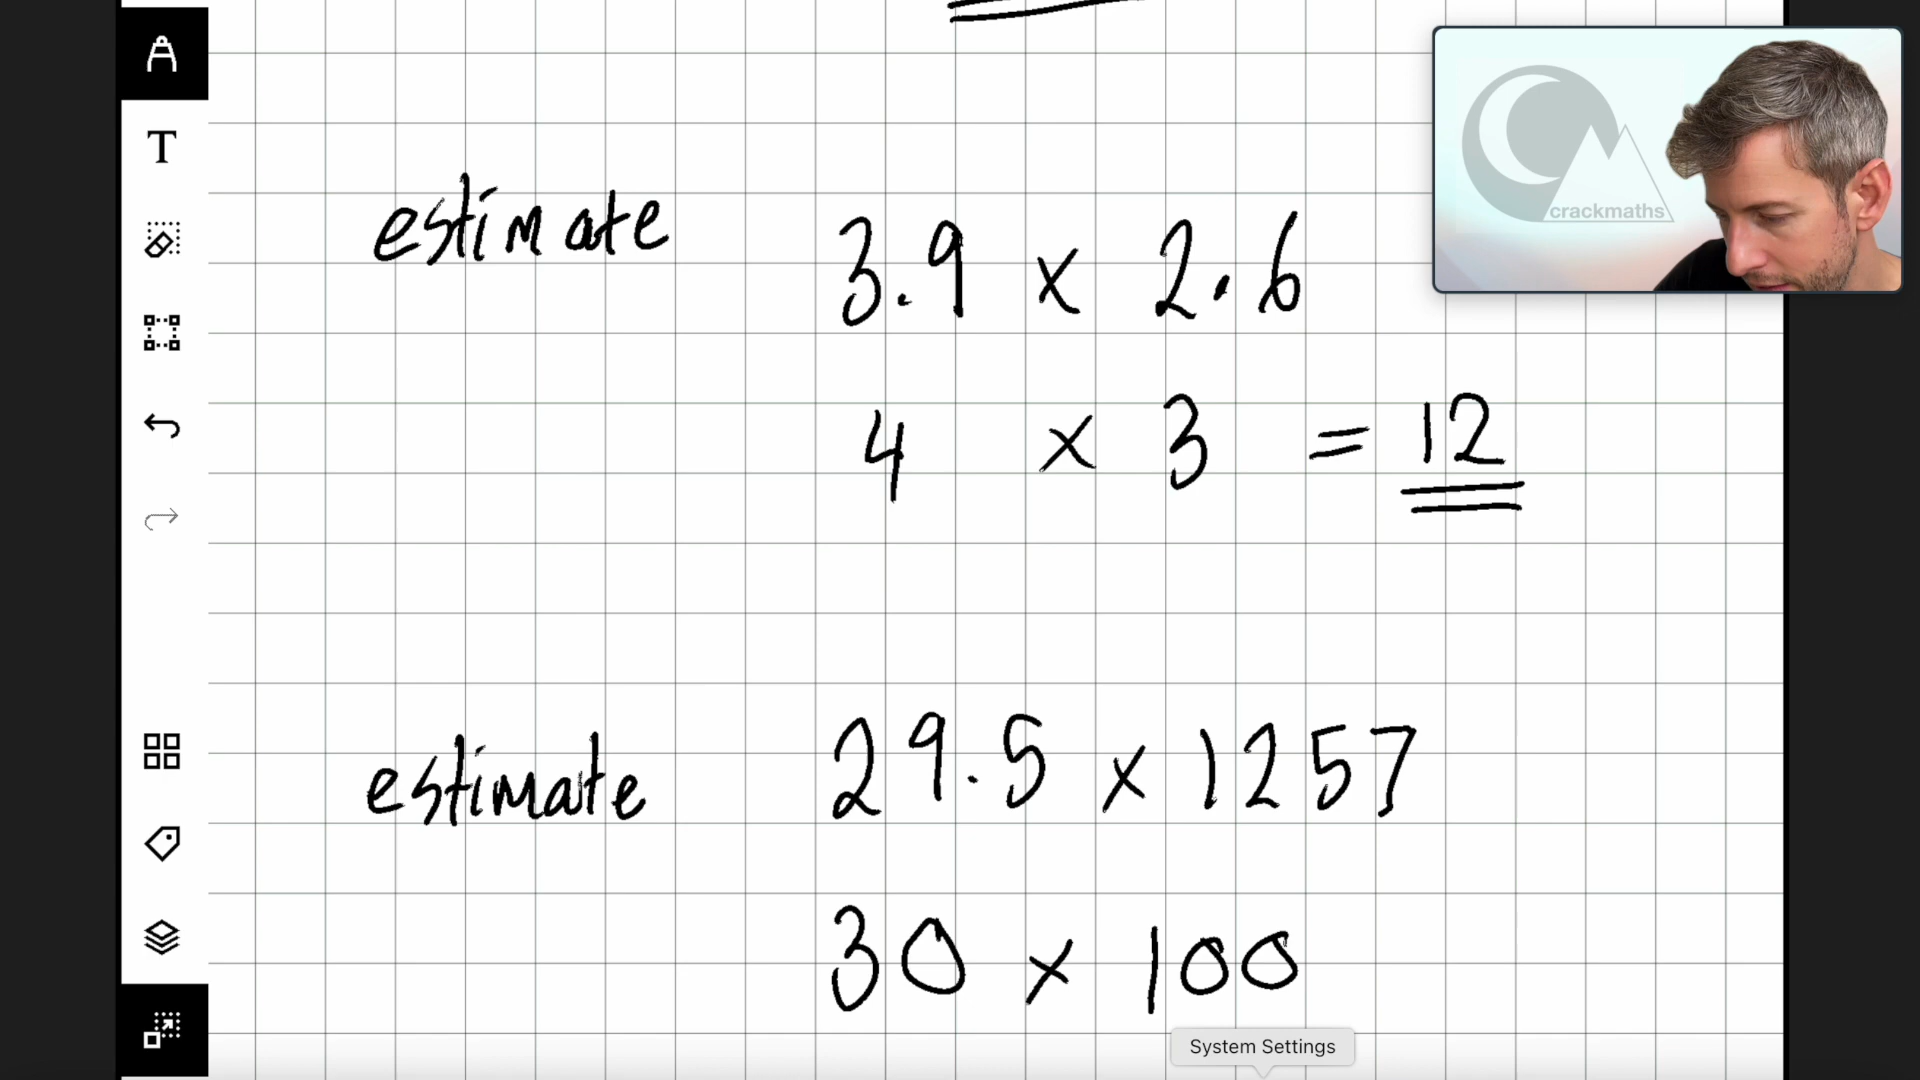 A
T
crackmaths
estimate 3.9 x 2.6
4 x 3 = 12
estimate 29.5 x 1257
30 x 100
System Settings